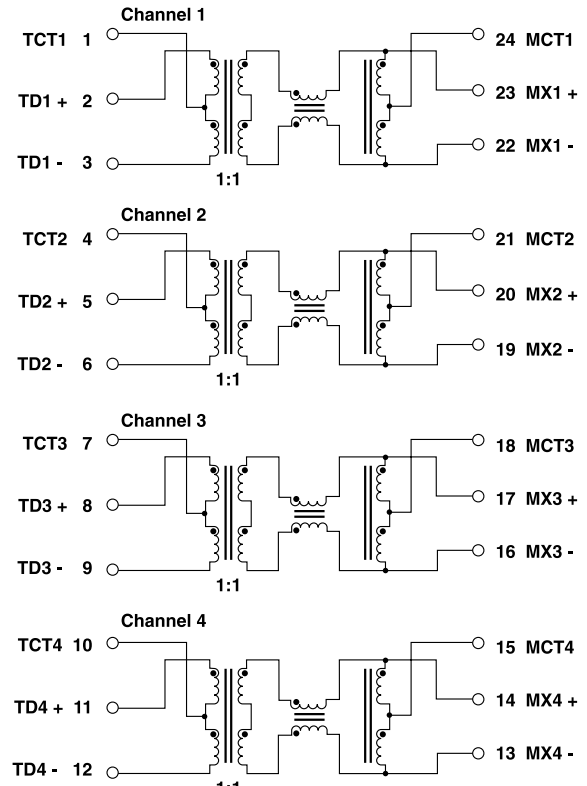 Channel 1
TCT1 1
24 MCT1
TD1 + 2
23 MX1 +
TD1 - 3
22 MX1 -
1:1
Channel 2
TCT2 4
21 MCT2
TD2 + 5
20 MX2 +
TD2 - 6
19 MX2 -
1:1
Channel 3
TCT3 7
18 MCT3
TD3 + 8
17 MX3 +
TD3 - 9
16 MX3 -
1:1
Channel 4
TCT4 10
15 MCT4
TD4 + 11
14 MX4 +
TD4 - 12
13 MX4 -
1:1